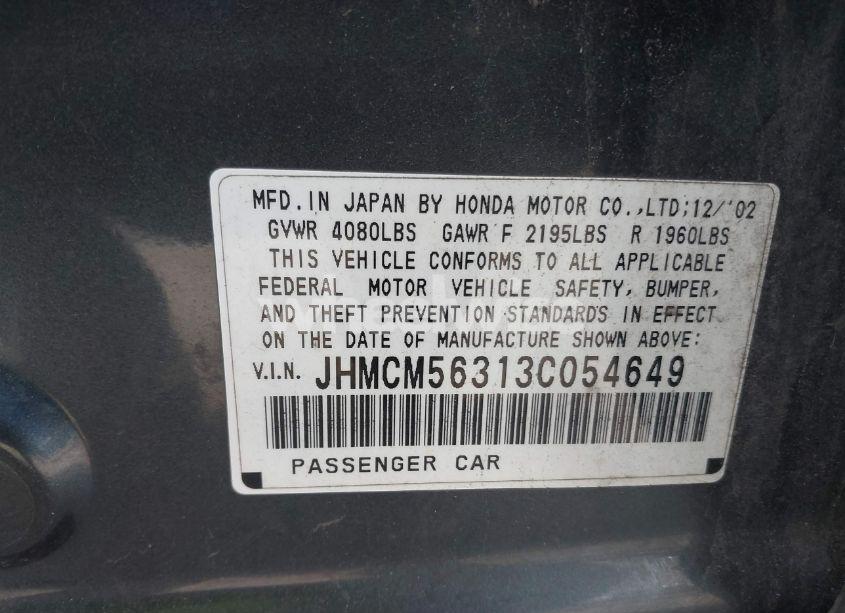 MFD. IN JAPAN BY HONDA MOTOR CO., LTD; 12/'02
GVWR 4080LBS GAWR F 2195LBS R 1960LBS
THIS VEHICLE CONFORMS TO ALL APPLICABLE
FEDERAL MOTOR VEHICLE SAFETY, BUMPER,
AND THEFT PREVENTION STANDARDS IN EFFECT
ON THE DATE OF MANUFACTURE SHOWN ABOVE:
V.I.N. JHMCM56313C054649
PASSENGER CAR